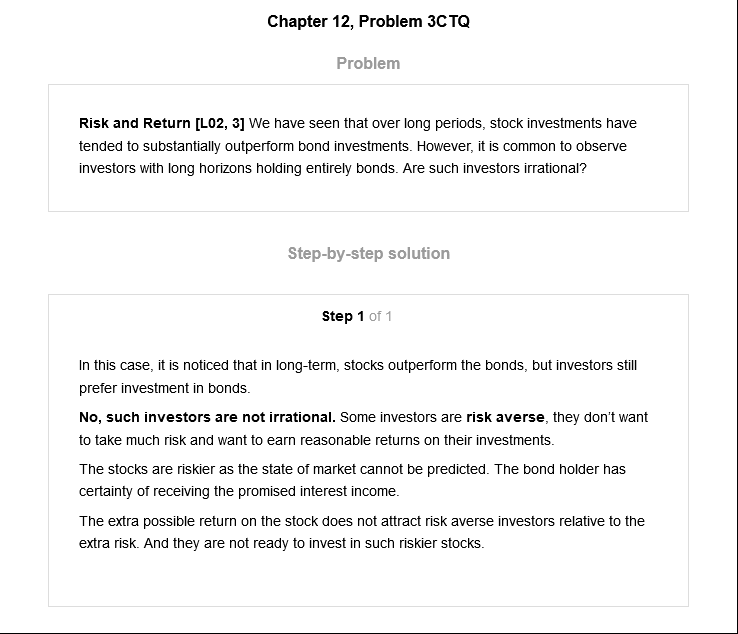 Chapter 12, Problem 3CTQ
Problem
Risk and Return [L02, 3] We have seen that over long periods, stock investments have
tended to substantially outperform bond investments. However, it is common to observe
investors with long horizons holding entirely bonds. Are such investors irrational?
Step-by-step solution
Step 1 of 1
In this case, it is noticed that in long-term, stocks outperform the bonds, but investors still
prefer investment in bonds.
No, such investors are not irrational. Some investors are risk averse, they don't want
to take much risk and want to earn reasonable returns on their investments.
The stocks are riskier as the state of market cannot be predicted. The bond holder has
certainty of receiving the promised interest income.
The extra possible return on the stock does not attract risk averse investors relative to the
extra risk. And they are not ready to invest in such riskier stocks.